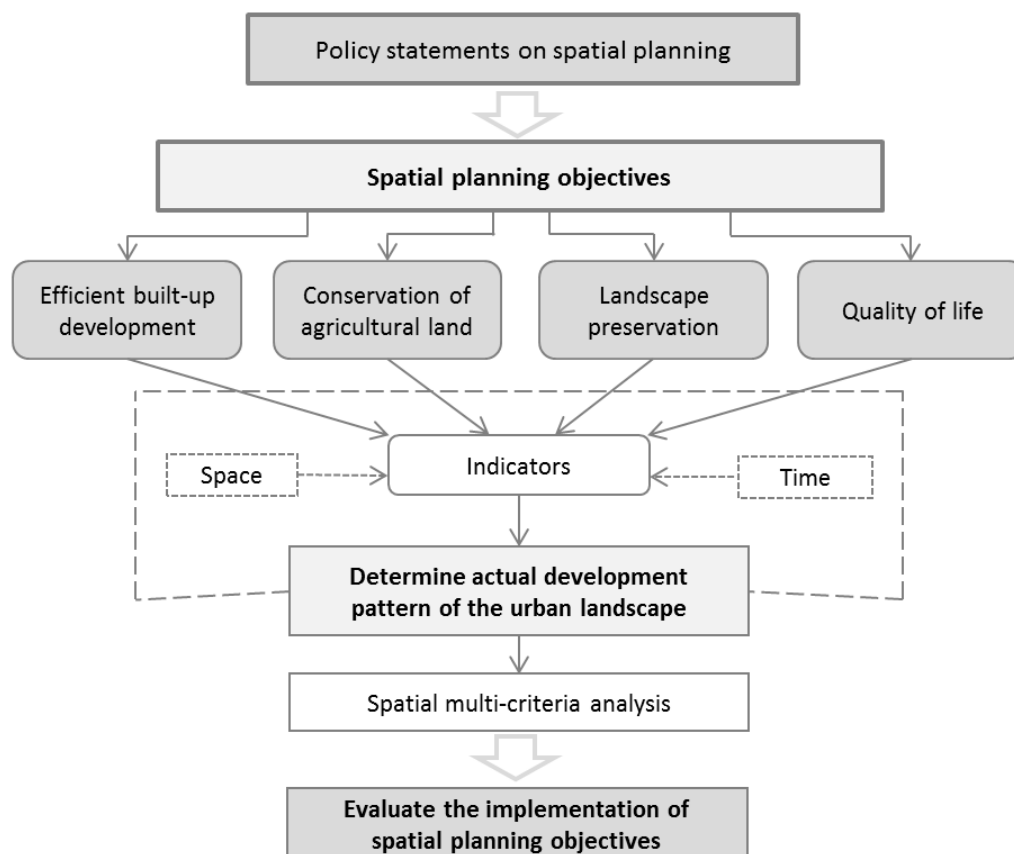 Policy statements on spatial planning
Spatial planning objectives
Efficient built-up
development
Conservation of
agricultural land
Landscape
preservation
Quality of life
Indicators
Space
Time
Determine actual development
pattern of the urban landscape
Spatial multi-criteria analysis
Evaluate the implementation of
spatial planning objectives